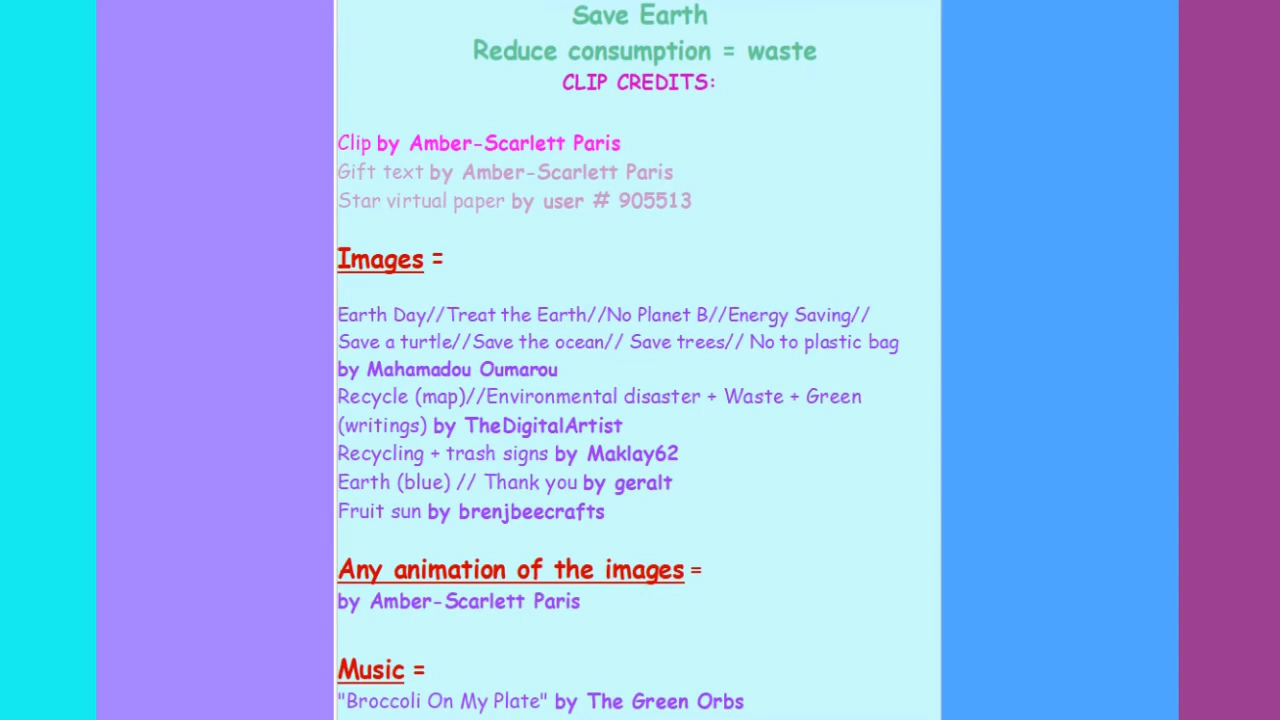 Save Earth
Reduce consumption = waste
CLIP CREDITS:
Clip by Amber-Scarlett Paris
Gift text by Amber-Scarlett Paris
Star virtual paper by user # 905513
Images =
Earth Day//Treat the Earth//No Planet B//Energy Saving//
Save a turtle//Save the ocean// Save trees// No to plastic bag
by Mahamadou Oumarou
Recycle (map)//Environmental disaster + Waste + Green
(writings) by TheDigitalArtist
Recycling + trash signs by Maklay62
Earth (blue) // Thank you by geralt
Fruit sun by brenjbeecrafts
Any animation of the images =
by Amber-Scarlett Paris
Music =
"Broccoli On My Plate" by The Green Orbs